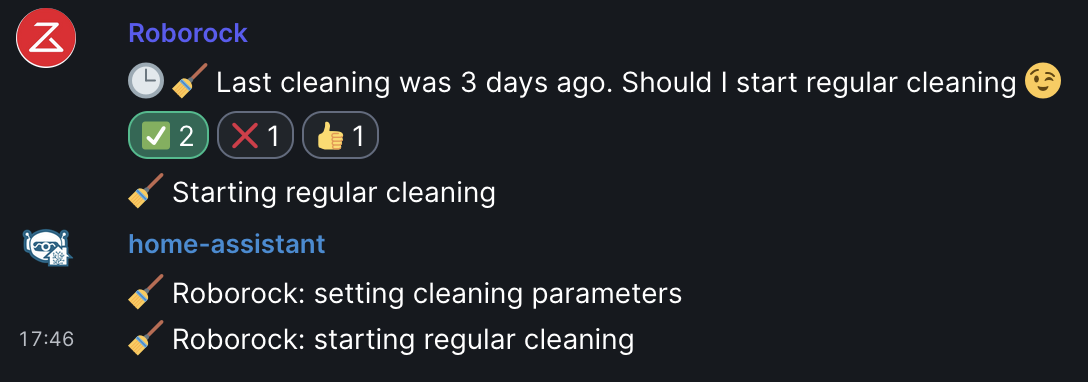 Roborock
🕒🧹 Last cleaning was 3 days ago. Should I start regular cleaning 😉
✅ 2 ❌ 1 👍 1
🧹 Starting regular cleaning
home-assistant
🧹 Roborock: setting cleaning parameters
17:46 🧹 Roborock: starting regular cleaning